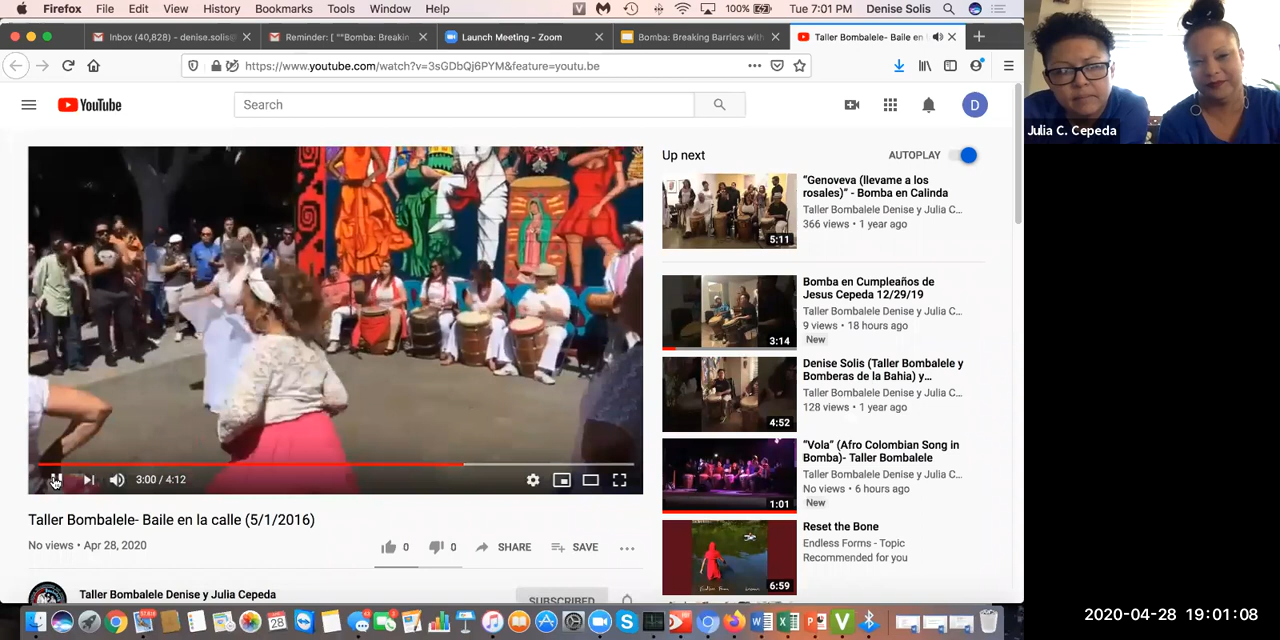 Firefox File Edit View History Bookmarks Tools Window Help 100% Tue 7:01 PM Denise Solis
Inbox (40,828) - denise.solis@
Reminder: [ **Bomba: Breakin
Launch Meeting - Zoom
Bomba: Breaking Barriers with
Taller Bombalele- Baile en l
https://www.youtube.com/watch?v=3sGDbQj6PYM&feature=youtu.be
YouTube
Search
D
Up next
AUTOPLAY
"Genoveva (llevame a los
rosales)" - Bomba en Calinda
Taller Bombalele Denise y Julia C...
366 views • 1 year ago
5:11
Bomba en Cumpleaños de
Jesus Cepeda 12/29/19
Taller Bombalele Denise y Julia C...
9 views • 18 hours ago
New
3:14
Denise Solis (Taller Bombalele y
Bomberas de la Bahia) y…
Taller Bombalele Denise y Julia C...
128 views • 1 year ago
4:52
"Vola" (Afro Colombian Song in
Bomba)- Taller Bombalele
Taller Bombalele Denise y Julia C...
No views • 6 hours ago
New
1:01
Reset the Bone
Endless Forms - Topic
Recommended for you
6:59
3:00 / 4:12
Taller Bombalele- Baile en la calle (5/1/2016)
No views • Apr 28, 2020
0 0 SHARE SAVE
Taller Bombalele Denise y Julia Cepeda
SUBSCRIBED
Julia C. Cepeda
2020-04-28 19:01:08